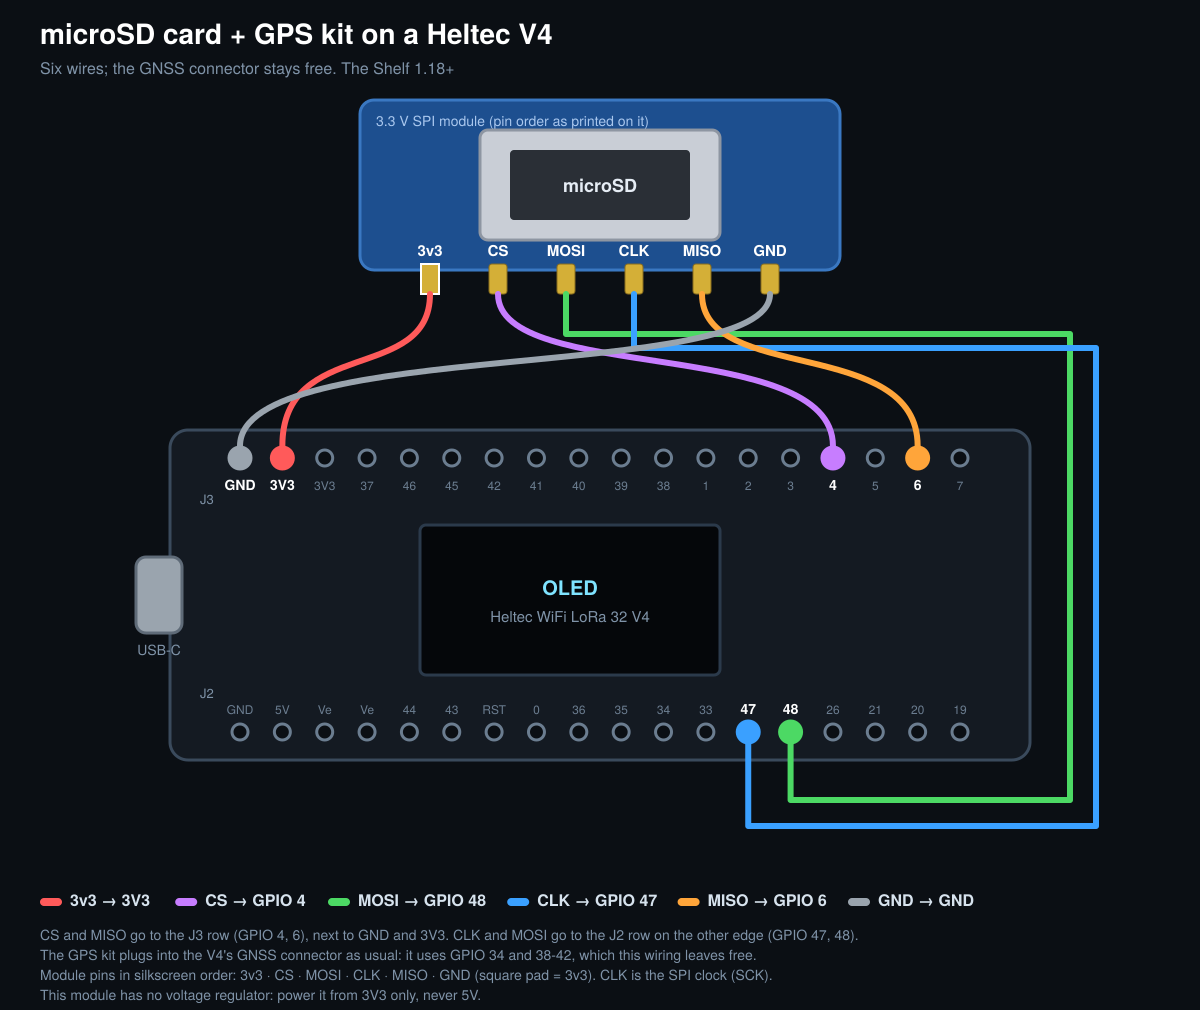 microSD card + GPS kit on a Heltec V4
Six wires; the GNSS connector stays free. The Shelf 1.18+
3.3 V SPI module (pin order as printed on it)
microSD
3v3 CS MOSI CLK MISO GND
GND 3V3 3V3 37 46 45 42 41 40 39 38 1 2 3 4 5 6 7
J3
OLED
Heltec WiFi LoRa 32 V4
USB-C
J2
GND 5V Ve Ve 44 43 RST 0 36 35 34 33 47 48 26 21 20 19
3v3 → 3V3 CS → GPIO 4 MOSI → GPIO 48 CLK → GPIO 47 MISO → GPIO 6 GND → GND
CS and MISO go to the J3 row (GPIO 4, 6), next to GND and 3V3. CLK and MOSI go to the J2 row on the other edge (GPIO 47, 48).
The GPS kit plugs into the V4's GNSS connector as usual: it uses GPIO 34 and 38-42, which this wiring leaves free.
Module pins in silkscreen order: 3v3 · CS · MOSI · CLK · MISO · GND (square pad = 3v3). CLK is the SPI clock (SCK).
This module has no voltage regulator: power it from 3V3 only, never 5V.